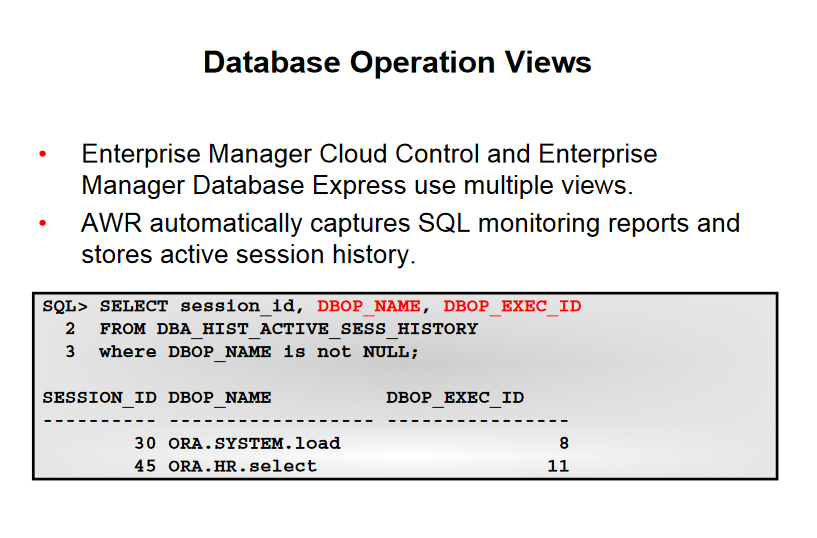 Database Operation Views
• Enterprise Manager Cloud Control and Enterprise
Manager Database Express use multiple views.
• AWR automatically captures SQL monitoring reports and
stores active session history.
SQL> SELECT session_id, DBOP_NAME, DBOP_EXEC_ID
2 FROM DBA_HIST_ACTIVE_SESS_HISTORY
3 where DBOP_NAME is not NULL;
SESSION_ID DBOP_NAME DBOP_EXEC_ID
---------- ------------------ ----------------
30 ORA.SYSTEM.load 8
45 ORA.HR.select 11